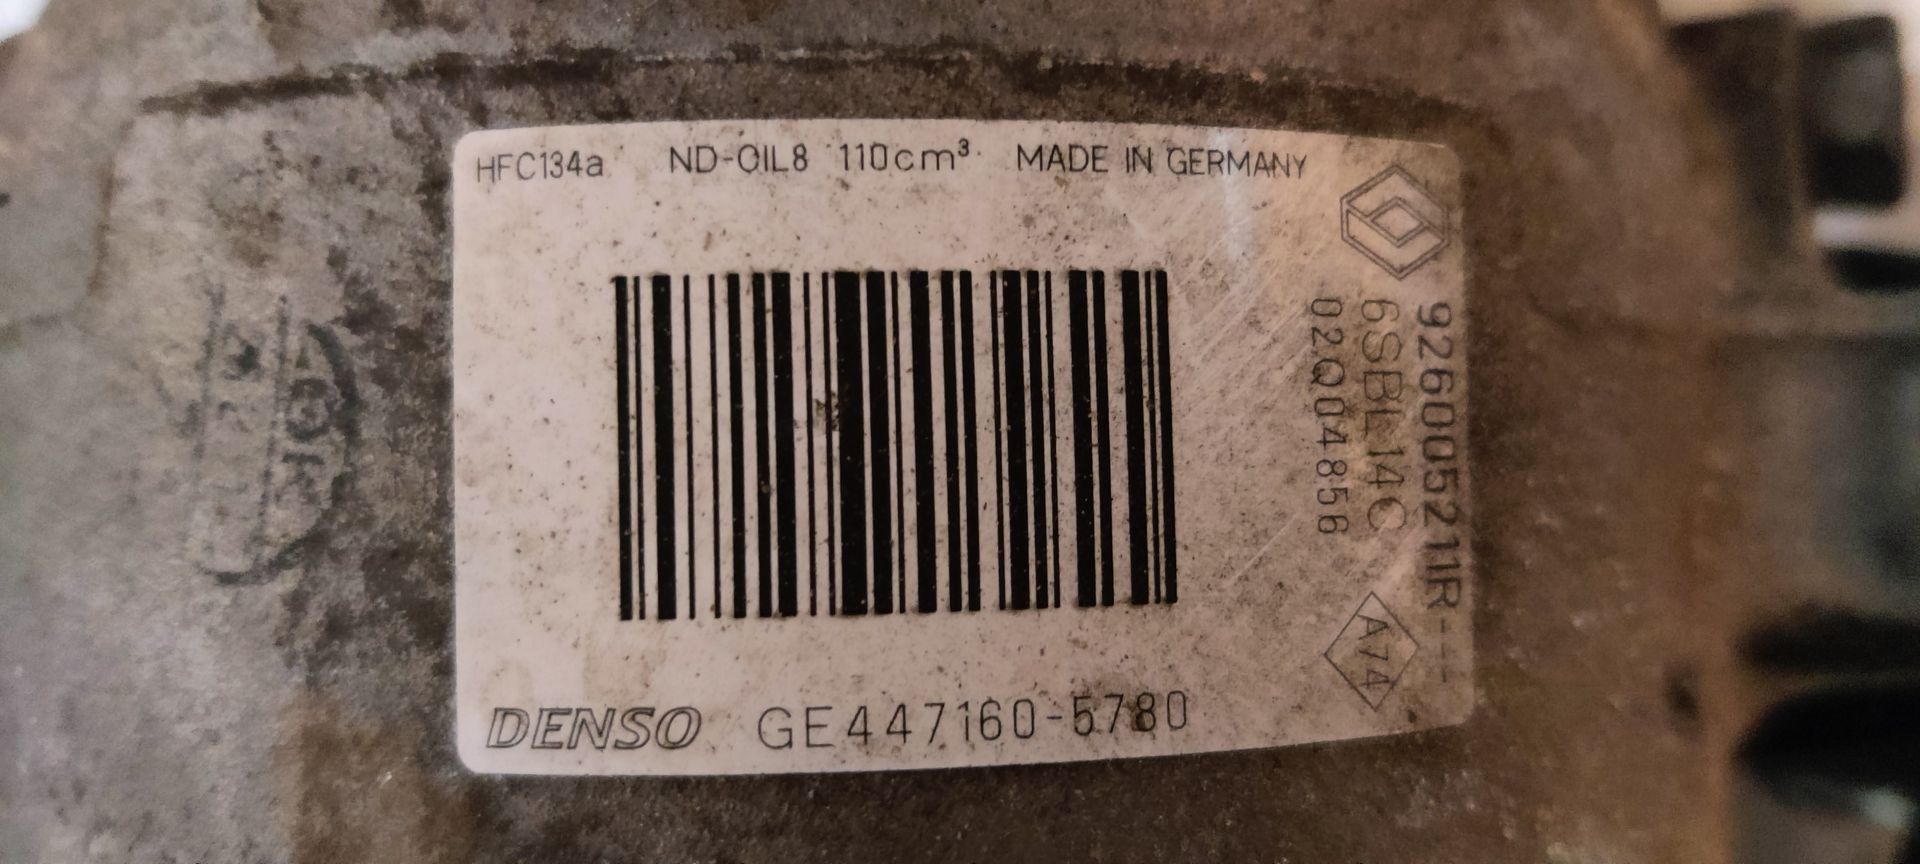 HFC134a ND-OIL8 110cm³ MADE IN GERMANY
926005211R---
6SBL14C
02Q04856
A74
DENSO GE447160-5780